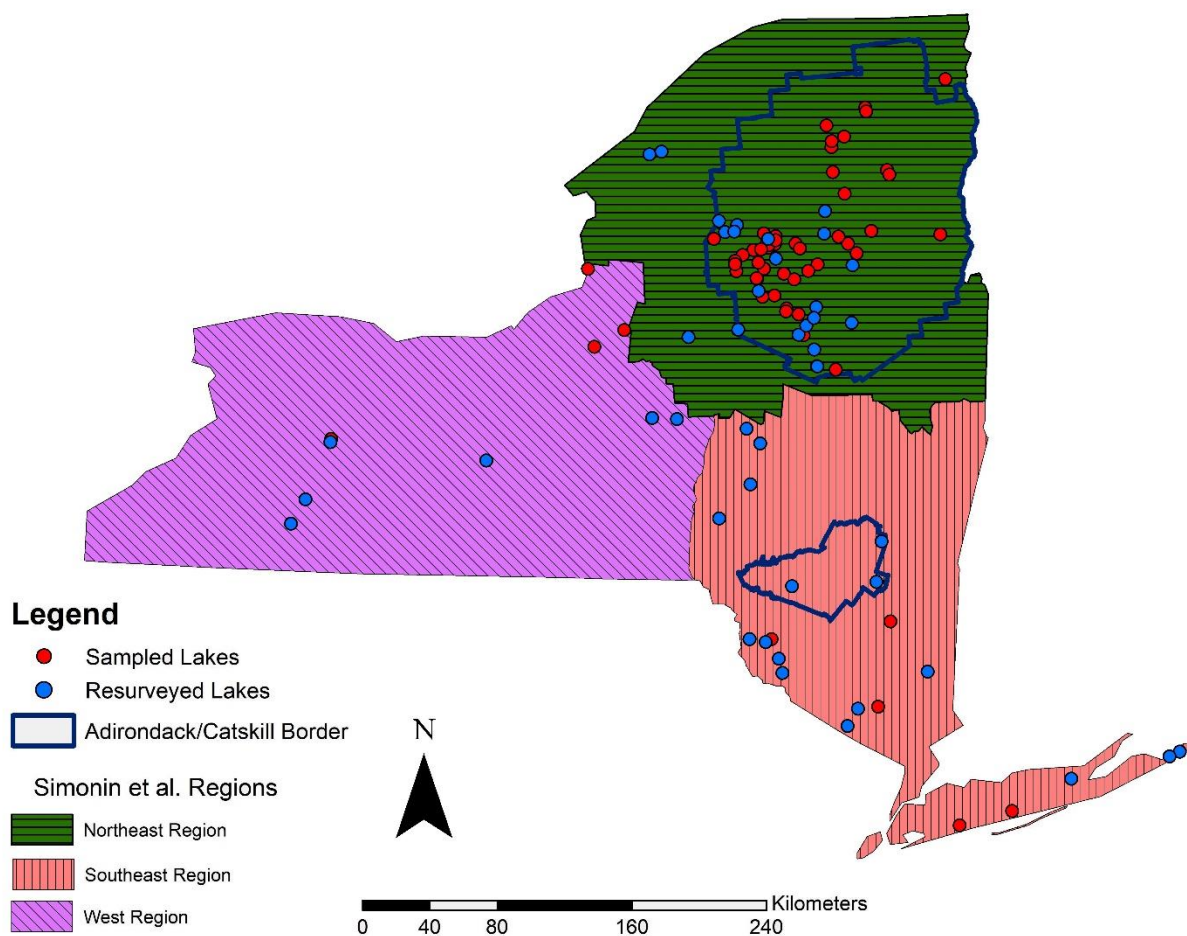 Legend
Sampled Lakes
Resurveyed Lakes
Adirondack/Catskill Border
Simonin et al. Regions
Northeast Region
Southeast Region
West Region
N
Kilometers
0 40 80 160 240